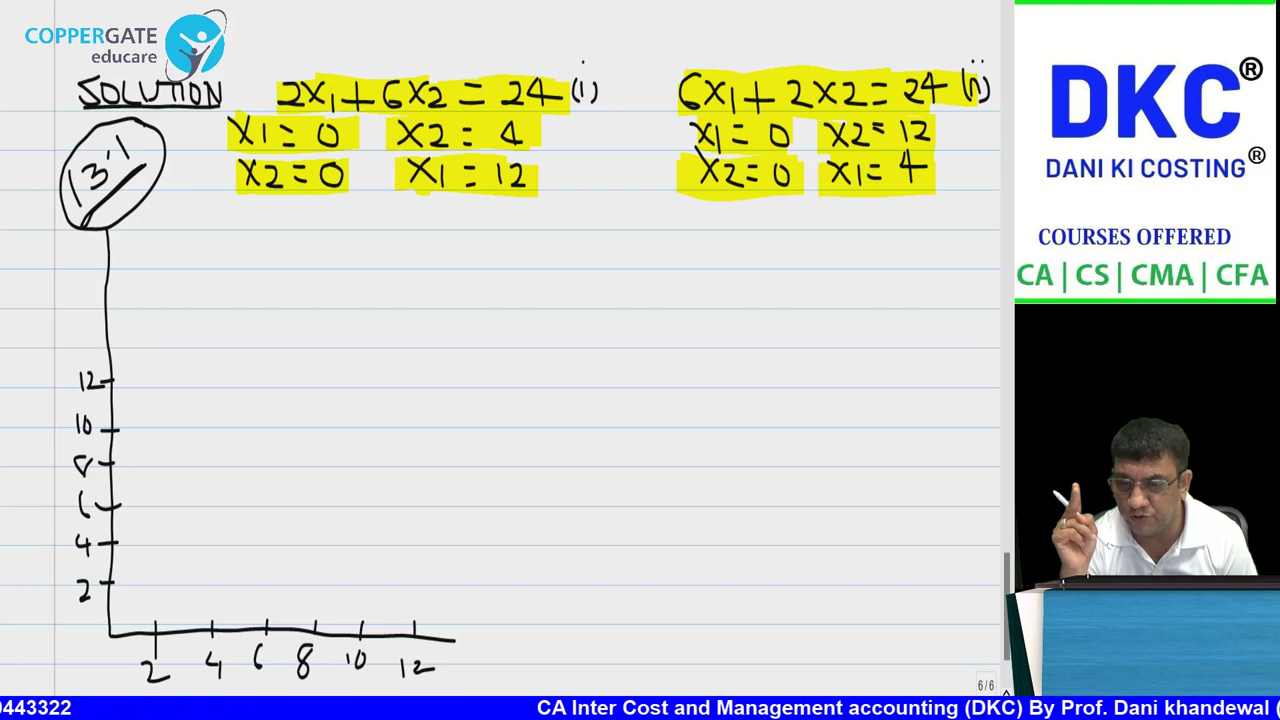 COPPERGATE
educare
SOLUTION 2X1 + 6X2 = 24 (i) 6X1 + 2X2 = 24 (ii)
X1 = 0 X2 = 4 X1 = 0 X2 = 12
X2 = 0 X1 = 12 X2 = 0 X1 = 4
13.1
12
10
8
6
4
2
2 4 6 8 10 12
6/6
DKC®
DANI KI COSTING®
COURSES OFFERED
CA | CS | CMA | CFA
0443322 CA Inter Cost and Management accounting (DKC) By Prof. Dani khandewal (